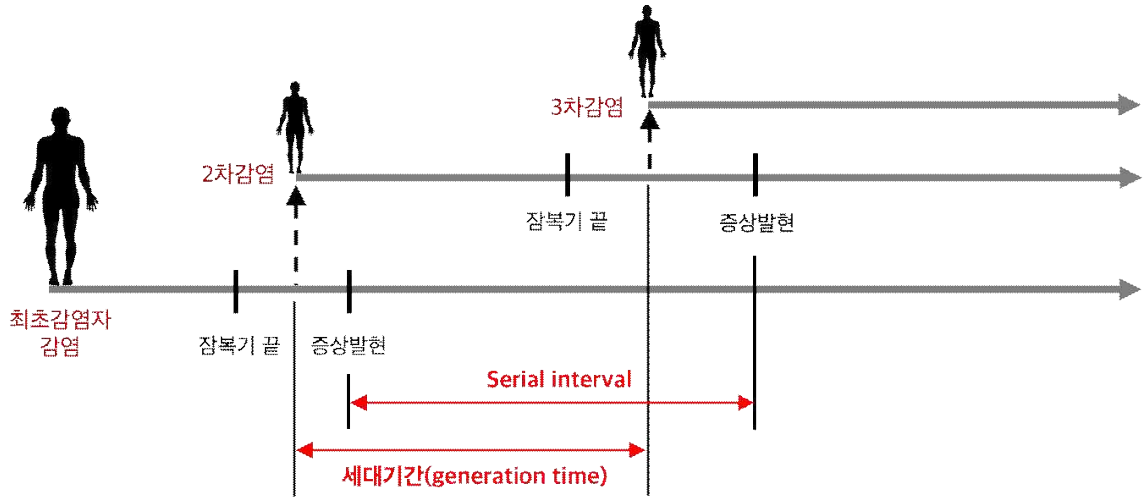 3차감염
2차감염
잠복기 끝
증상발현
최초감염자
감염
잠복기 끝
증상발현
Serial interval
세대기간(generation time)